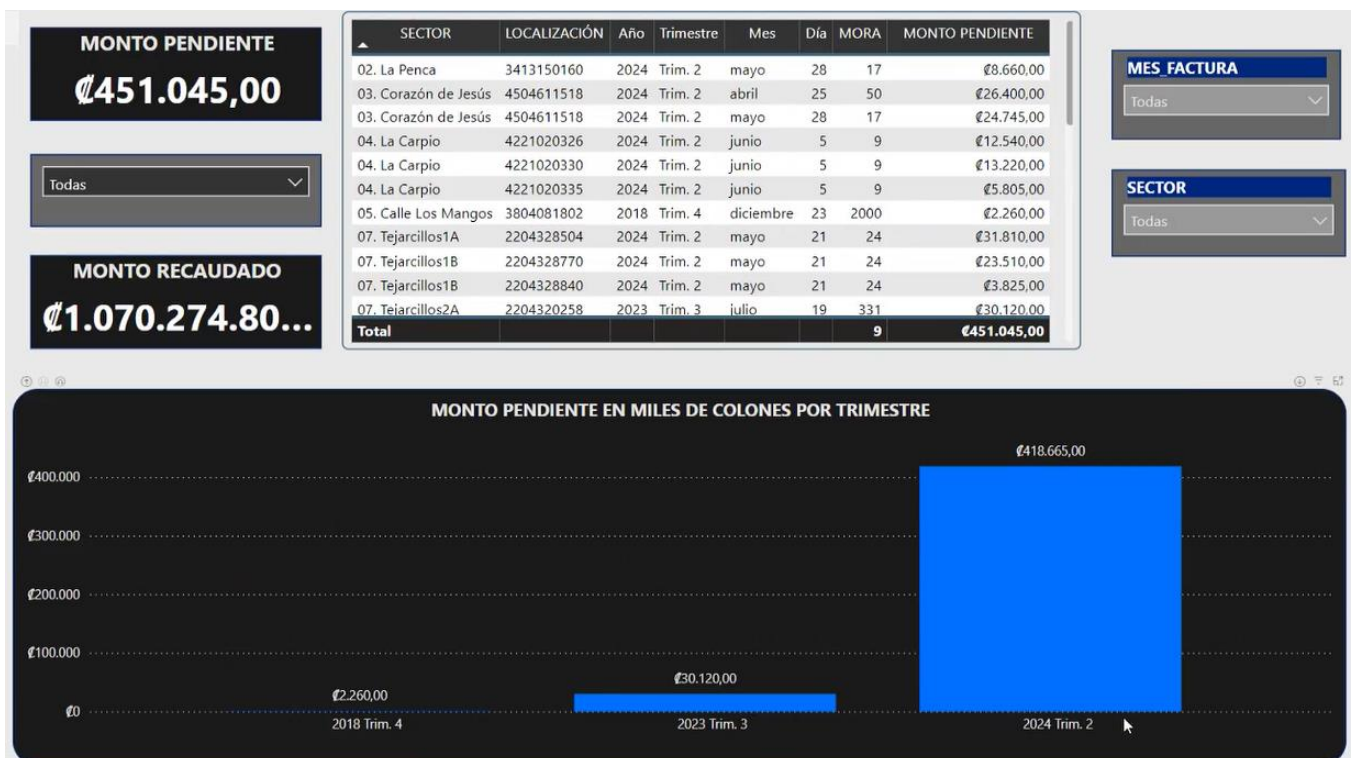 MONTO PENDIENTE
₡451.045,00
Todas
MONTO RECAUDADO
₡1.070.274.80...
SECTOR LOCALIZACIÓN Año Trimestre Mes Día MORA MONTO PENDIENTE
02. La Penca 3413150160 2024 Trim. 2 mayo 28 17 ₡8.660,00
03. Corazón de Jesús 4504611518 2024 Trim. 2 abril 25 50 ₡26.400,00
03. Corazón de Jesús 4504611518 2024 Trim. 2 mayo 28 17 ₡24.745,00
04. La Carpio 4221020326 2024 Trim. 2 junio 5 9 ₡12.540,00
04. La Carpio 4221020330 2024 Trim. 2 junio 5 9 ₡13.220,00
04. La Carpio 4221020335 2024 Trim. 2 junio 5 9 ₡5.805,00
05. Calle Los Mangos 3804081802 2018 Trim. 4 diciembre 23 2000 ₡2.260,00
07. Tejarcillos1A 2204328504 2024 Trim. 2 mayo 21 24 ₡31.810,00
07. Tejarcillos1B 2204328770 2024 Trim. 2 mayo 21 24 ₡23.510,00
07. Tejarcillos1B 2204328840 2024 Trim. 2 mayo 21 24 ₡3.825,00
07. Tejarcillos2A 2204320258 2023 Trim. 3 julio 19 331 ₡30.120,00
Total 9 ₡451.045,00
MES_FACTURA
Todas
SECTOR
Todas
MONTO PENDIENTE EN MILES DE COLONES POR TRIMESTRE
₡418.665,00
₡400.000
₡300.000
₡200.000
₡100.000
₡30.120,00
₡2.260,00
₡0
2018 Trim. 4 2023 Trim. 3 2024 Trim. 2